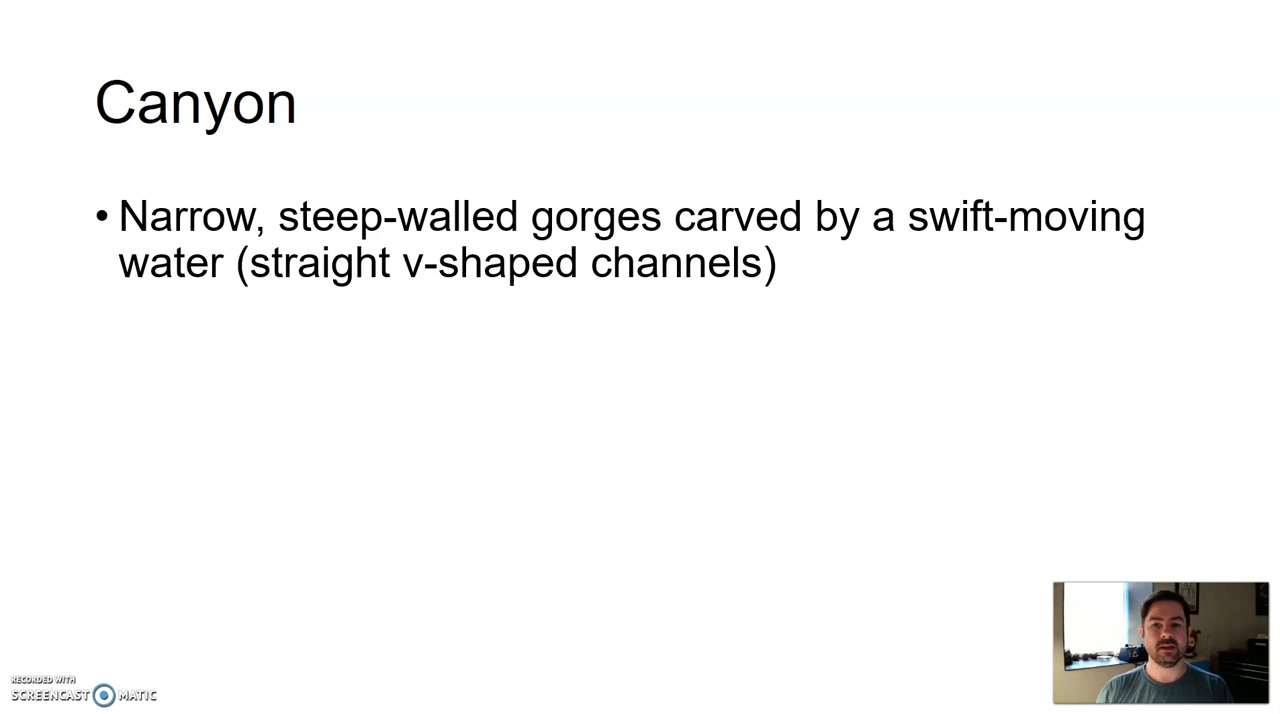 Canyon
• Narrow, steep-walled gorges carved by a swift-moving
water (straight v-shaped channels)
RECORDED WITH
SCREENCAST MATIC